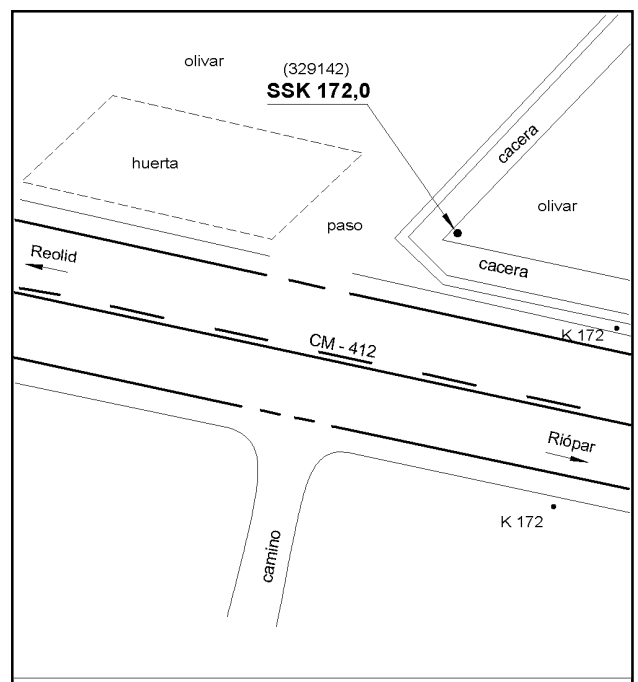 olivar
(329142)
SSK 172,0
cacera
huerta
olivar
paso
Reolid
cacera
K 172
CM - 412
Riópar
K 172
camino